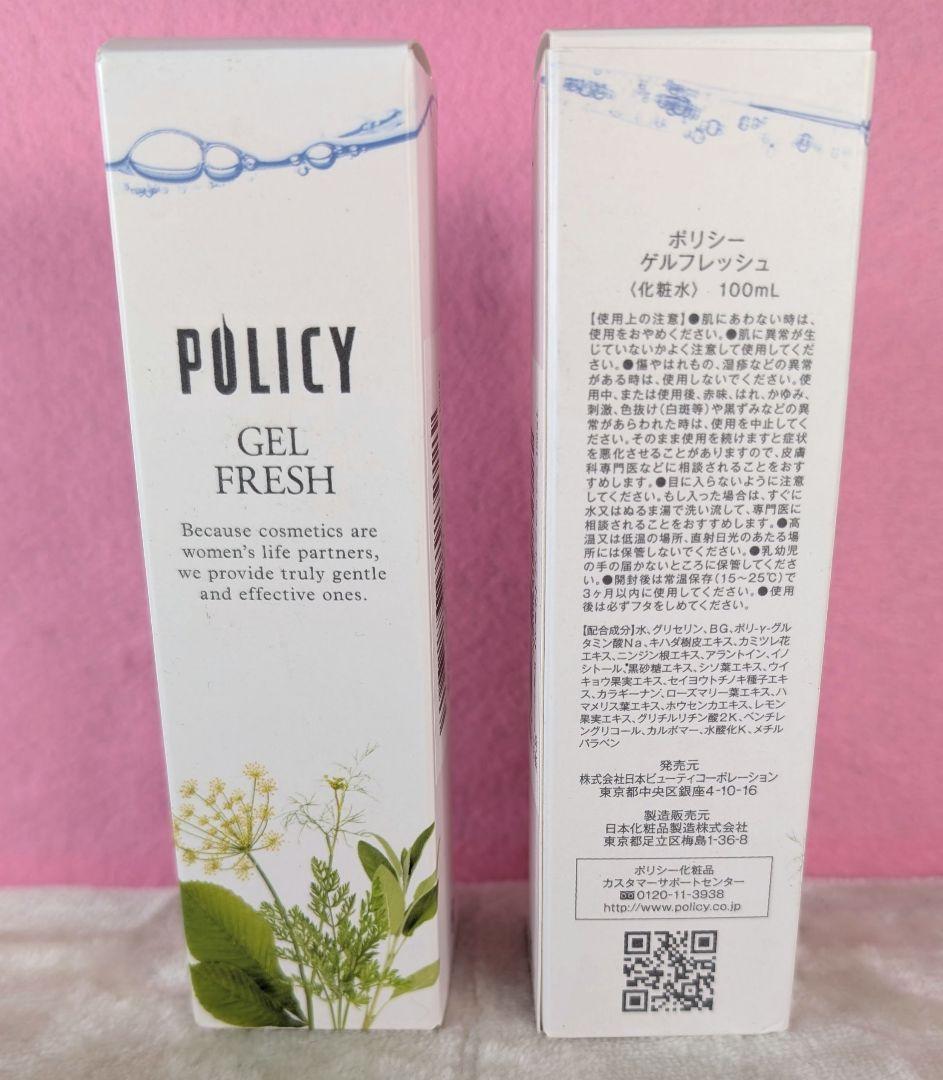 POLICY
GEL
FRESH
Because cosmetics are
women's life partners,
we provide truly gentle
and effective ones.
ポリシー
ゲルフレッシュ
〈化粧水〉 100mL
【使用上の注意】●肌にあわない時は、
使用をおやめください。●肌に異常が生
じていないかよく注意して使用してくだ
さい。●傷やはれもの、湿疹などの異常
がある時は、使用しないでください。使
用中、または使用後、赤味、はれ、かゆみ、
刺激、色抜け(白斑等)や黒ずみなどの異
常があらわれた時は、使用を中止してく
ださい。そのまま使用を続けますと症状
を悪化させることがありますので、皮膚
科専門医などに相談されることをおす
すめします。●目に入らないように注意
してください。もし入った場合は、すぐに
水又はぬるま湯で洗い流して、専門医に
相談されることをおすすめします。●高
温又は低温の場所、直射日光のあたる場
所には保管しないでください。●乳幼児
の手の届かないところに保管してくださ
い。●開封後は常温保存(15~25℃)で
3ヶ月以内に使用してください。●使用
後は必ずフタをしめてください。
【配合成分】水、グリセリン、BG、ポリ-γ-グル
タミン酸Na、キハダ樹皮エキス、カミツレ花
エキス、ニンジン根エキス、アラントイン、イノ
シトール、黒砂糖エキス、シソ葉エキス、ウイ
キョウ果実エキス、セイヨウトチノキ種子エキ
ス、カラギーナン、ローズマリー葉エキス、ハ
マメリス葉エキス、ホウセンカエキス、レモン
果実エキス、グリチルリチン酸2K、ペンチレ
ングリコール、カルボマー、水酸化K、メチル
パラベン
発売元
株式会社日本ビューティコーポレーション
東京都中央区銀座4-10-16
製造販売元
日本化粧品製造株式会社
東京都足立区梅島1-36-8
ポリシー化粧品
カスタマーサポートセンター
0120-11-3938
http://www.policy.co.jp